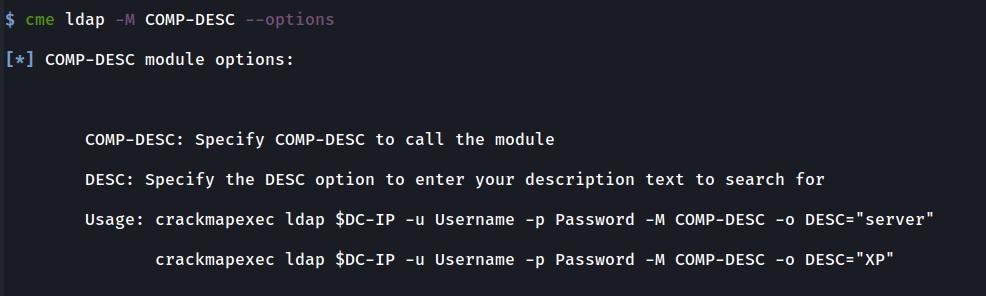 $ cme ldap -M COMP-DESC --options
[*] COMP-DESC module options:
COMP-DESC: Specify COMP-DESC to call the module
DESC: Specify the DESC option to enter your description text to search for
Usage: crackmapexec ldap $DC-IP -u Username -p Password -M COMP-DESC -o DESC="server"
crackmapexec ldap $DC-IP -u Username -p Password -M COMP-DESC -o DESC="XP"